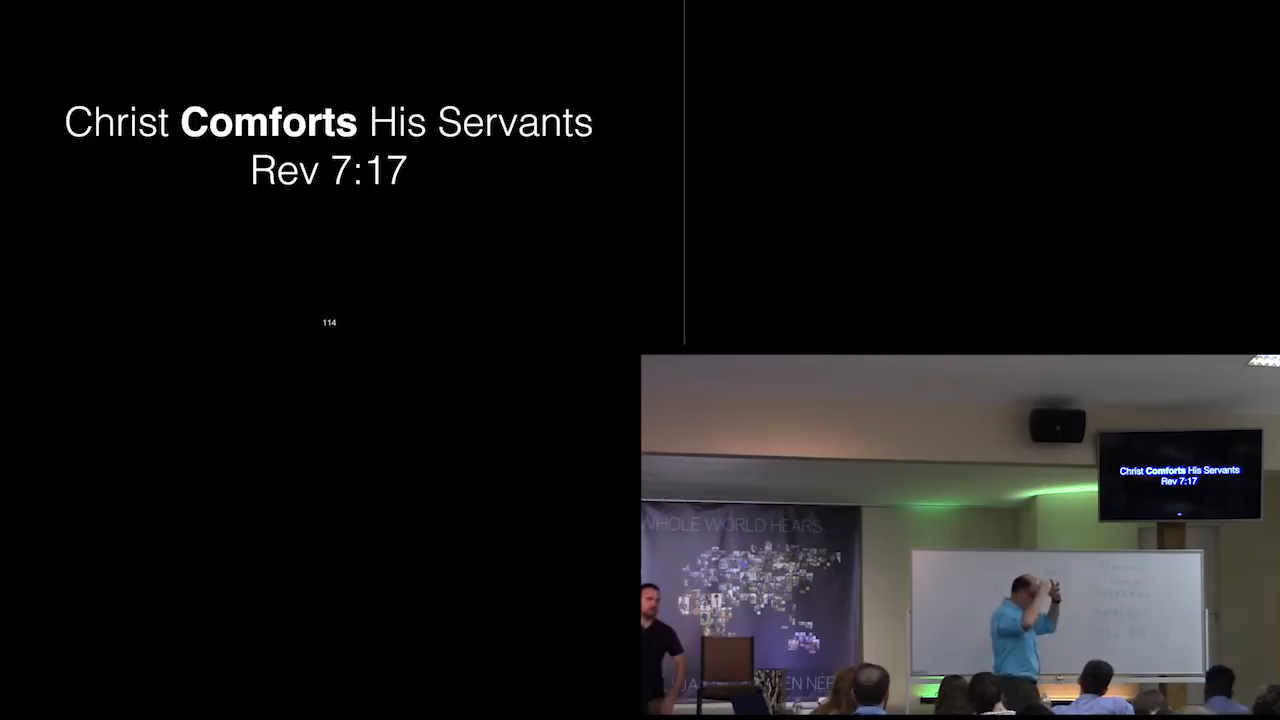 Christ Comforts His Servants
Rev 7:17
114
Christ Comforts His Servants
Rev 7:17
WHOLE WORLD HEARS